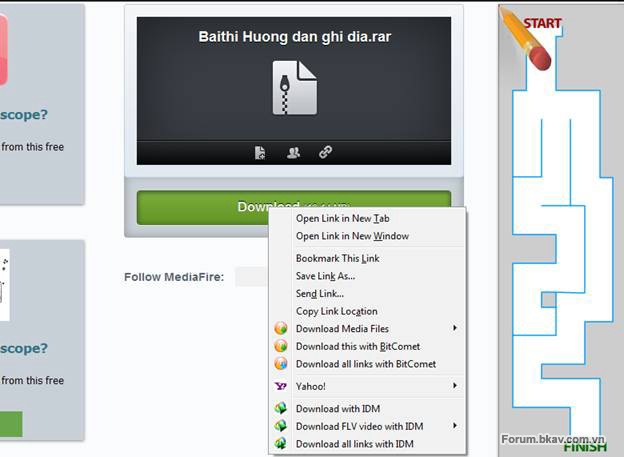 START
Baithi Huong dan ghi dia.rar
scope?
from this free
Download
Open Link in New Tab
Open Link in New Window
Follow MediaFire:
Bookmark This Link
Save Link As...
Send Link...
Copy Link Location
Download Media Files
Download this with BitComet
Download all links with BitComet
scope?
from this free
Yahoo!
Download with IDM
Download FLV video with IDM
Download all links with IDM
Forum.bkav.com.vn
FINISH